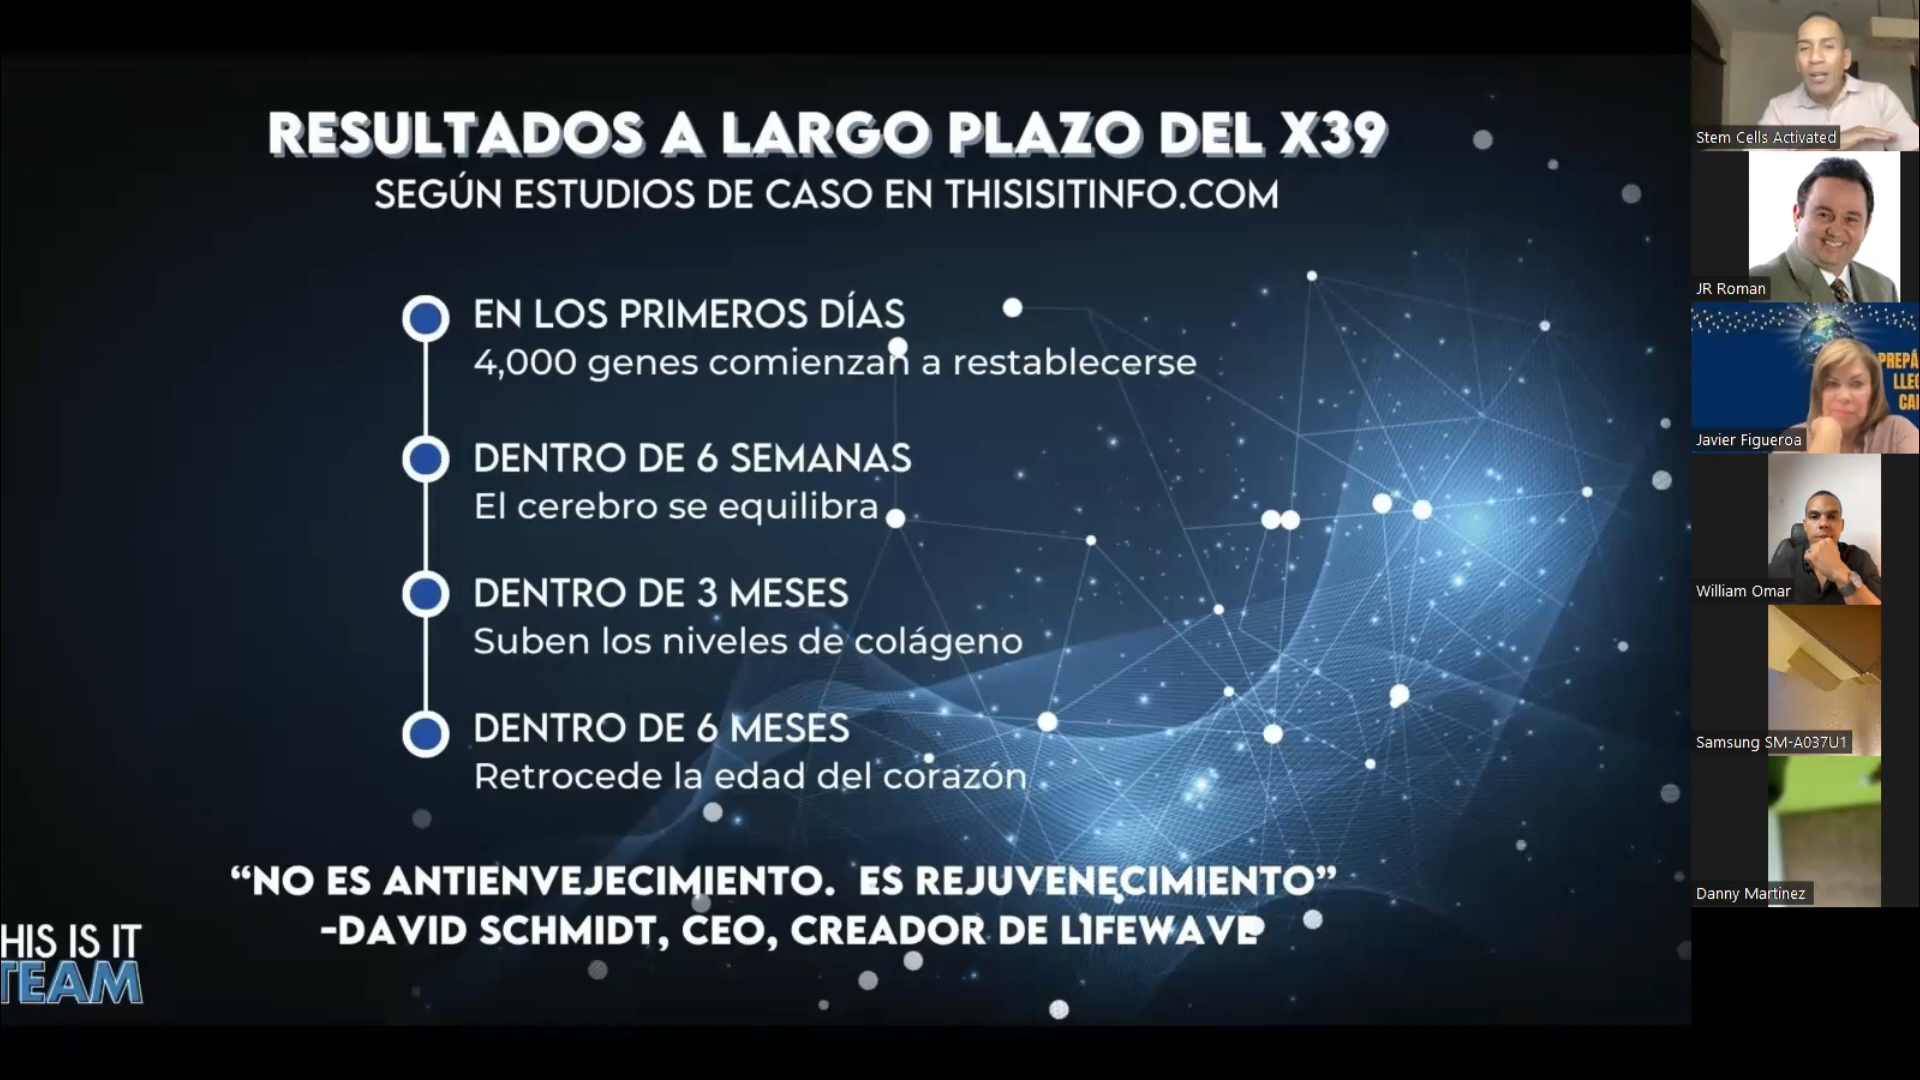 RESULTADOS A LARGO PLAZO DEL X39
SEGÚN ESTUDIOS DE CASO EN THISISITINFO.COM
EN LOS PRIMEROS DÍAS
4,000 genes comienzan a restablecerse
DENTRO DE 6 SEMANAS
El cerebro se equilibra
DENTRO DE 3 MESES
Suben los niveles de colágeno
DENTRO DE 6 MESES
Retrocede la edad del corazón
“NO ES ANTIENVEJECIMIENTO. ES REJUVENECIMIENTO”
-DAVID SCHMIDT, CEO, CREADOR DE LIFEWAVE
HIS IS IT
TEAM
Stem Cells Activated
JR Roman
PREPÁ
LLEG
CAI
Javier Figueroa
William Omar
Samsung SM-A037U1
Danny Martinez